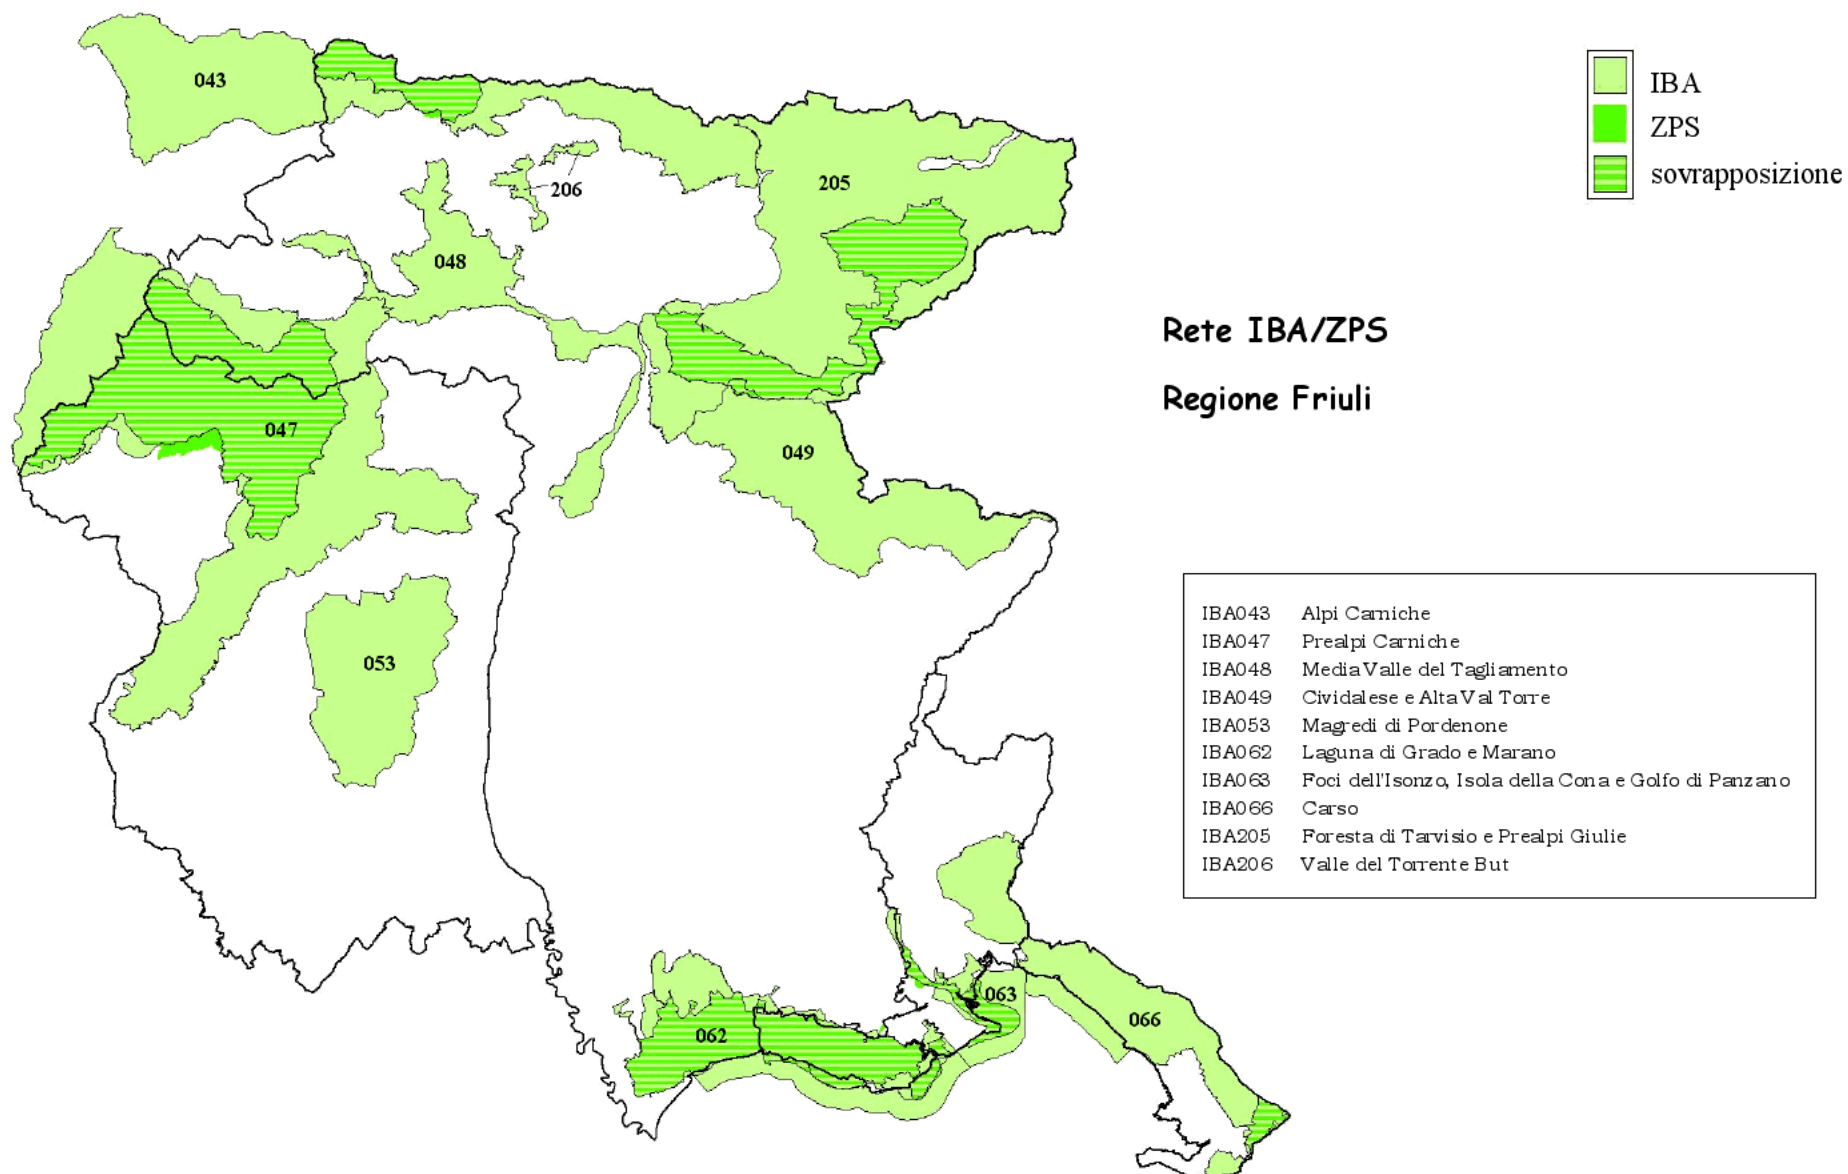 043
IBA
ZPS
sovrapposizione
206
205
048
Rete IBA/ZPS
Regione Friuli
047
049
053
IBA043 Alpi Carniche
IBA047 Prealpi Carniche
IBA048 Media Valle del Tagliamento
IBA049 Cividalese e Alta Val Torre
IBA053 Magredi di Pordenone
IBA062 Laguna di Grado e Marano
IBA063 Foci dell'Isonzo, Isola della Cona e Golfo di Panzano
IBA066 Carso
IBA205 Foresta di Tarvisio e Prealpi Giulie
IBA206 Valle del Torrente But
063
062
066